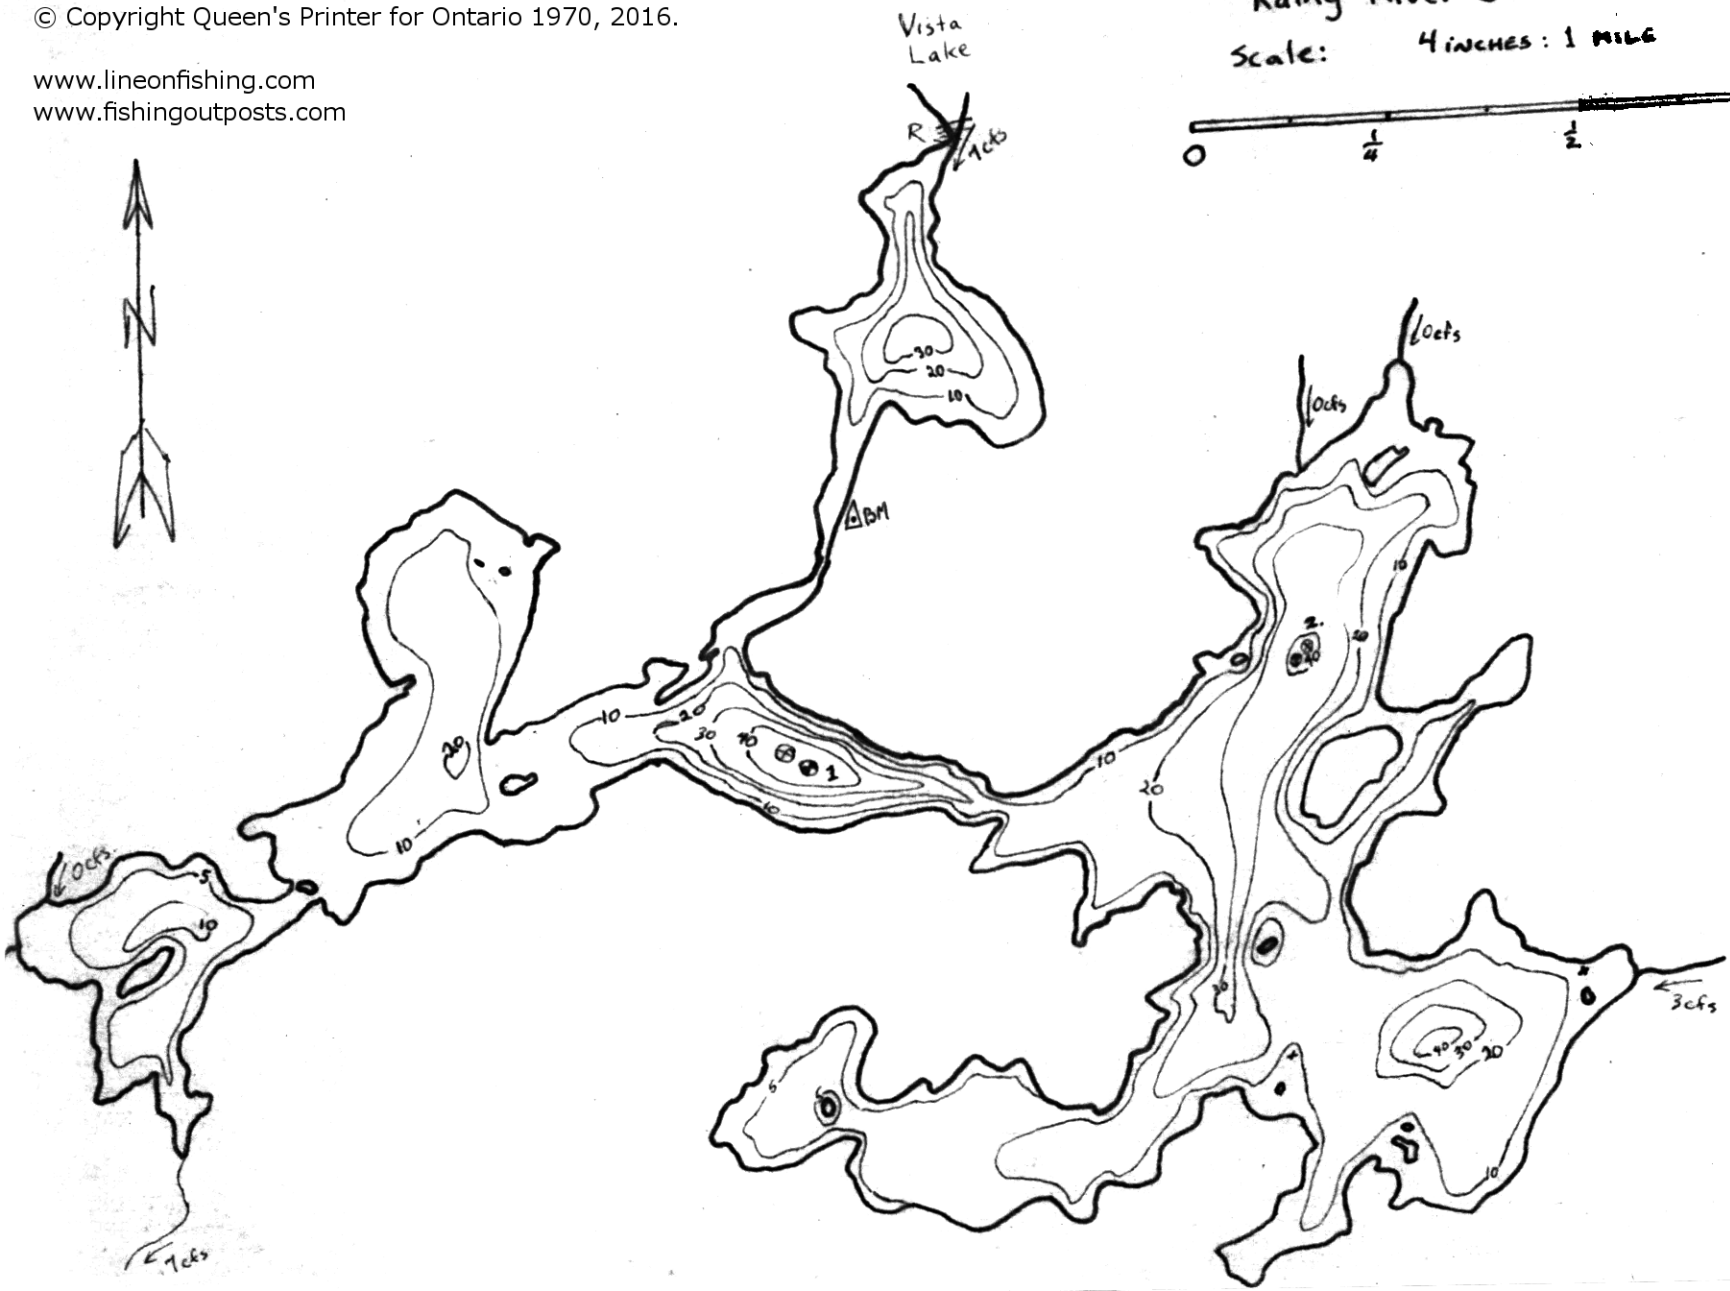 © Copyright Queen's Printer for Ontario 1970, 2016.
www.lineonfishing.com
www.fishingoutposts.com
Vista
Lake
Scale: 4 INCHES : 1 MILE
0 1/4 1/2
R
1cfs
N
30
20
10
BM
0cfs
0cfs
10
20
2.
40
10
20
30
40
1
10
20
10
10
20
30
0cfs
5
10
1cfs
5
3cfs
40 30 20
10